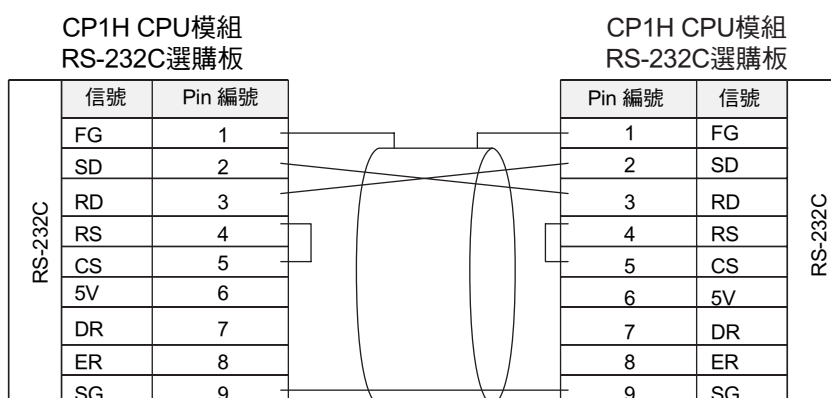 CP1H CPU模組
RS-232C選購板
CP1H CPU模組
RS-232C選購板
信號 Pin 編號
Pin 編號 信號
RS-232C
FG 1
1 FG
SD 2
2 SD
RD 3
3 RD
RS 4
4 RS
CS 5
5 CS
5V 6
6 5V
DR 7
7 DR
ER 8
8 ER
SG 9
9 SG
RS-232C